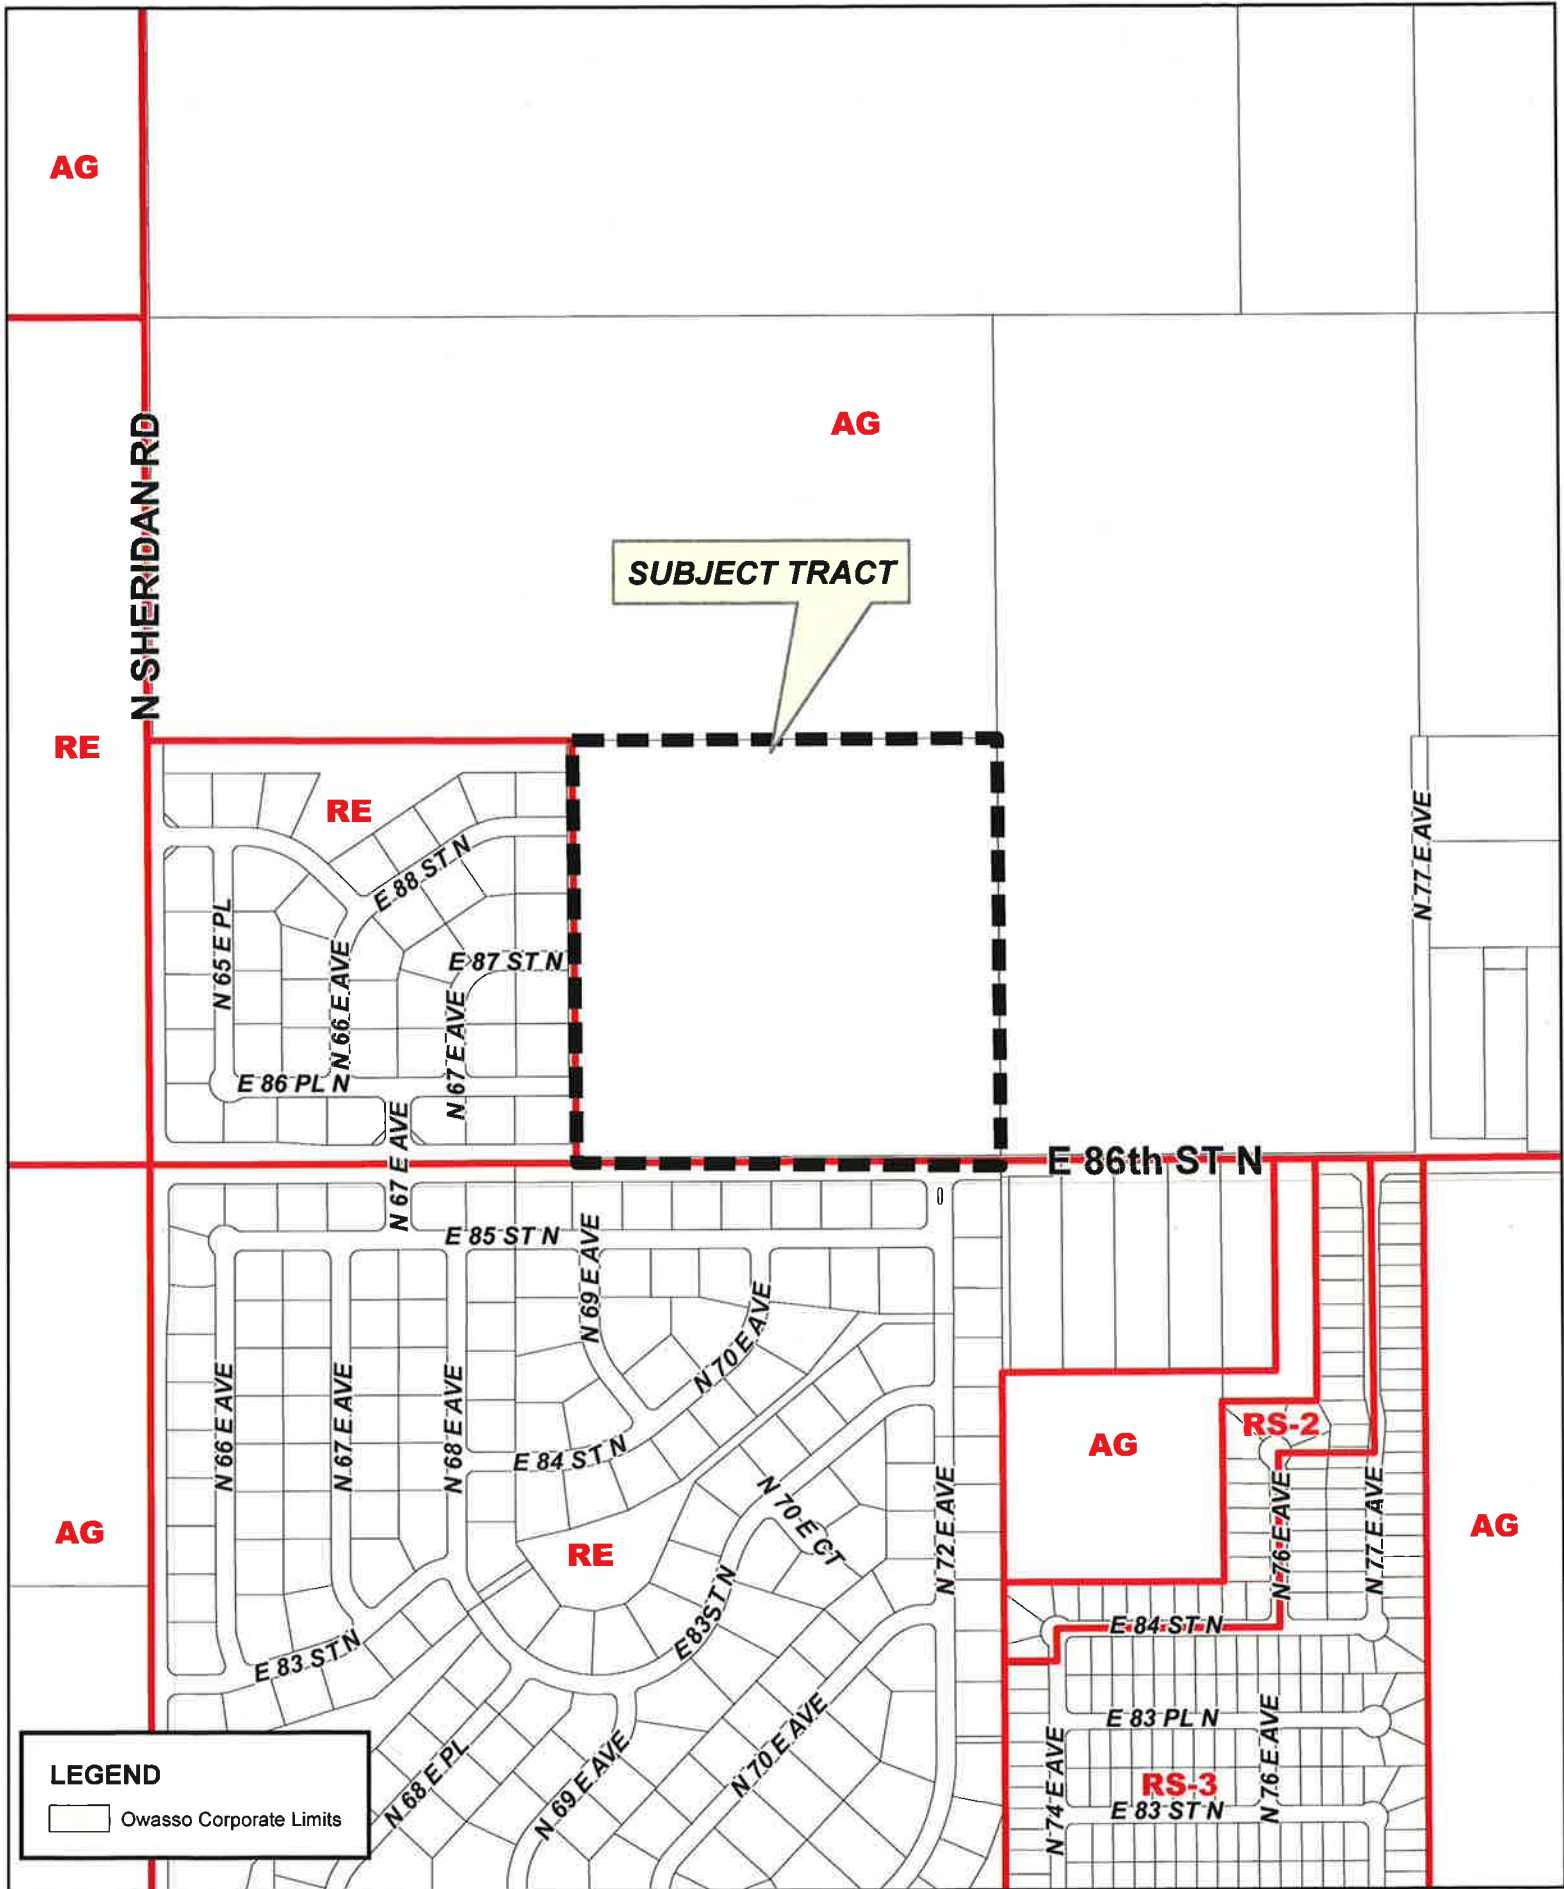 AG
AG
N SHERIDAN RD
SUBJECT TRACT
RE
RE
E 88 ST N
N 77 E AVE
N 65 E PL
N 66 E AVE
E 87 ST N
N 67 E AVE
E 86 PL N
N 67 E AVE
E 86th ST N
E 85 ST N
N 69 E AVE
N 70 E AVE
N 66 E AVE
N 67 E AVE
N 68 E AVE
E 84 ST N
RS-2
AG
N 70 E CT
N 72 E AVE
N 76 E AVE
N 77 E AVE
AG
AG
RE
E 83 ST N
E 83 ST N
E 84 ST N
E 83 PL N
N 74 E AVE
N 76 E AVE
RS-3
E 83 ST N
N 68 E PL
N 69 E AVE
N 70 E AVE
LEGEND
Owasso Corporate Limits